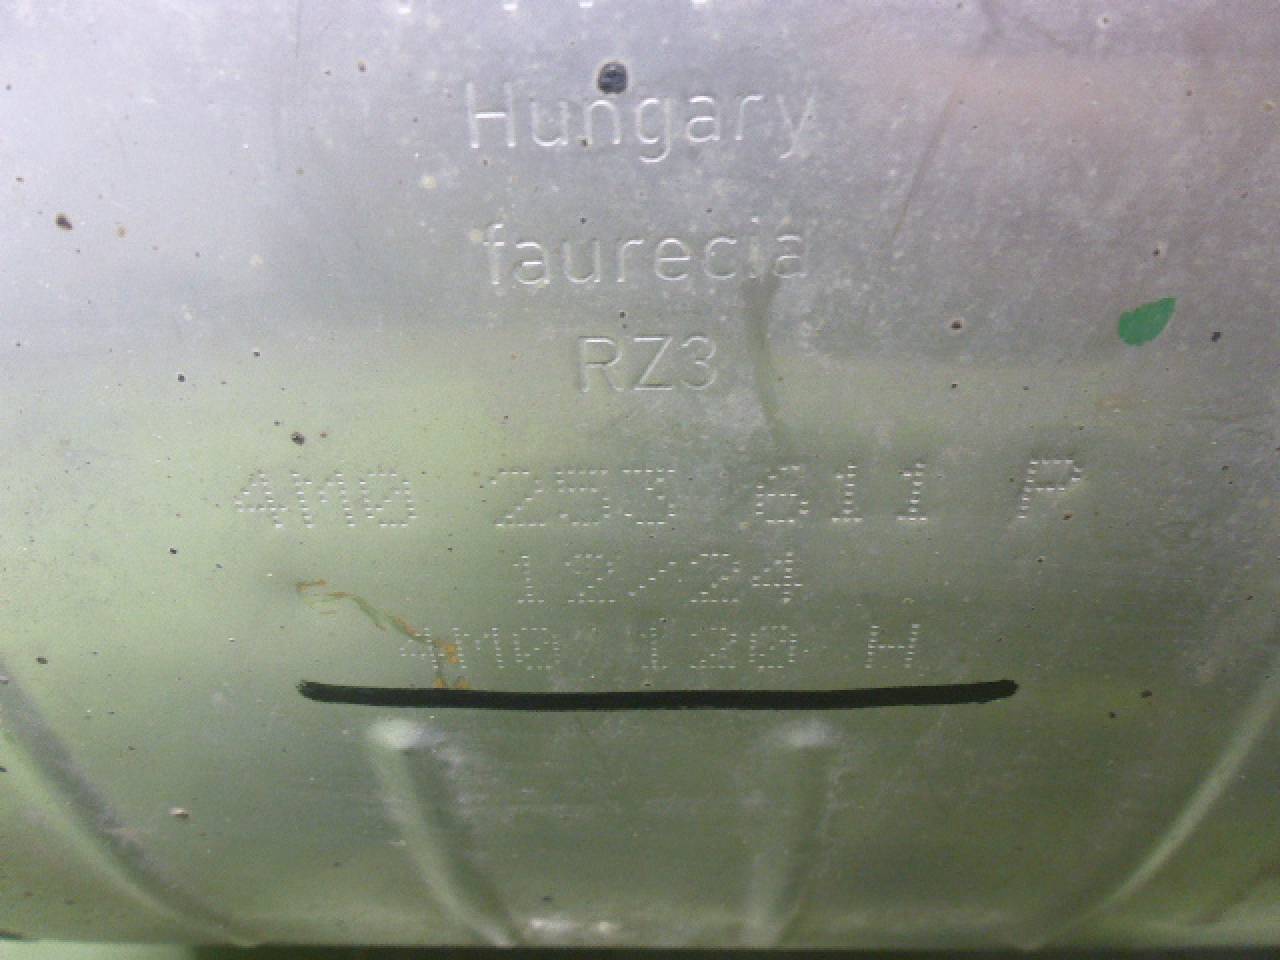 Hungary
faurecia
RZ3
4M0 253 611 P
12/24
4M0 120 H